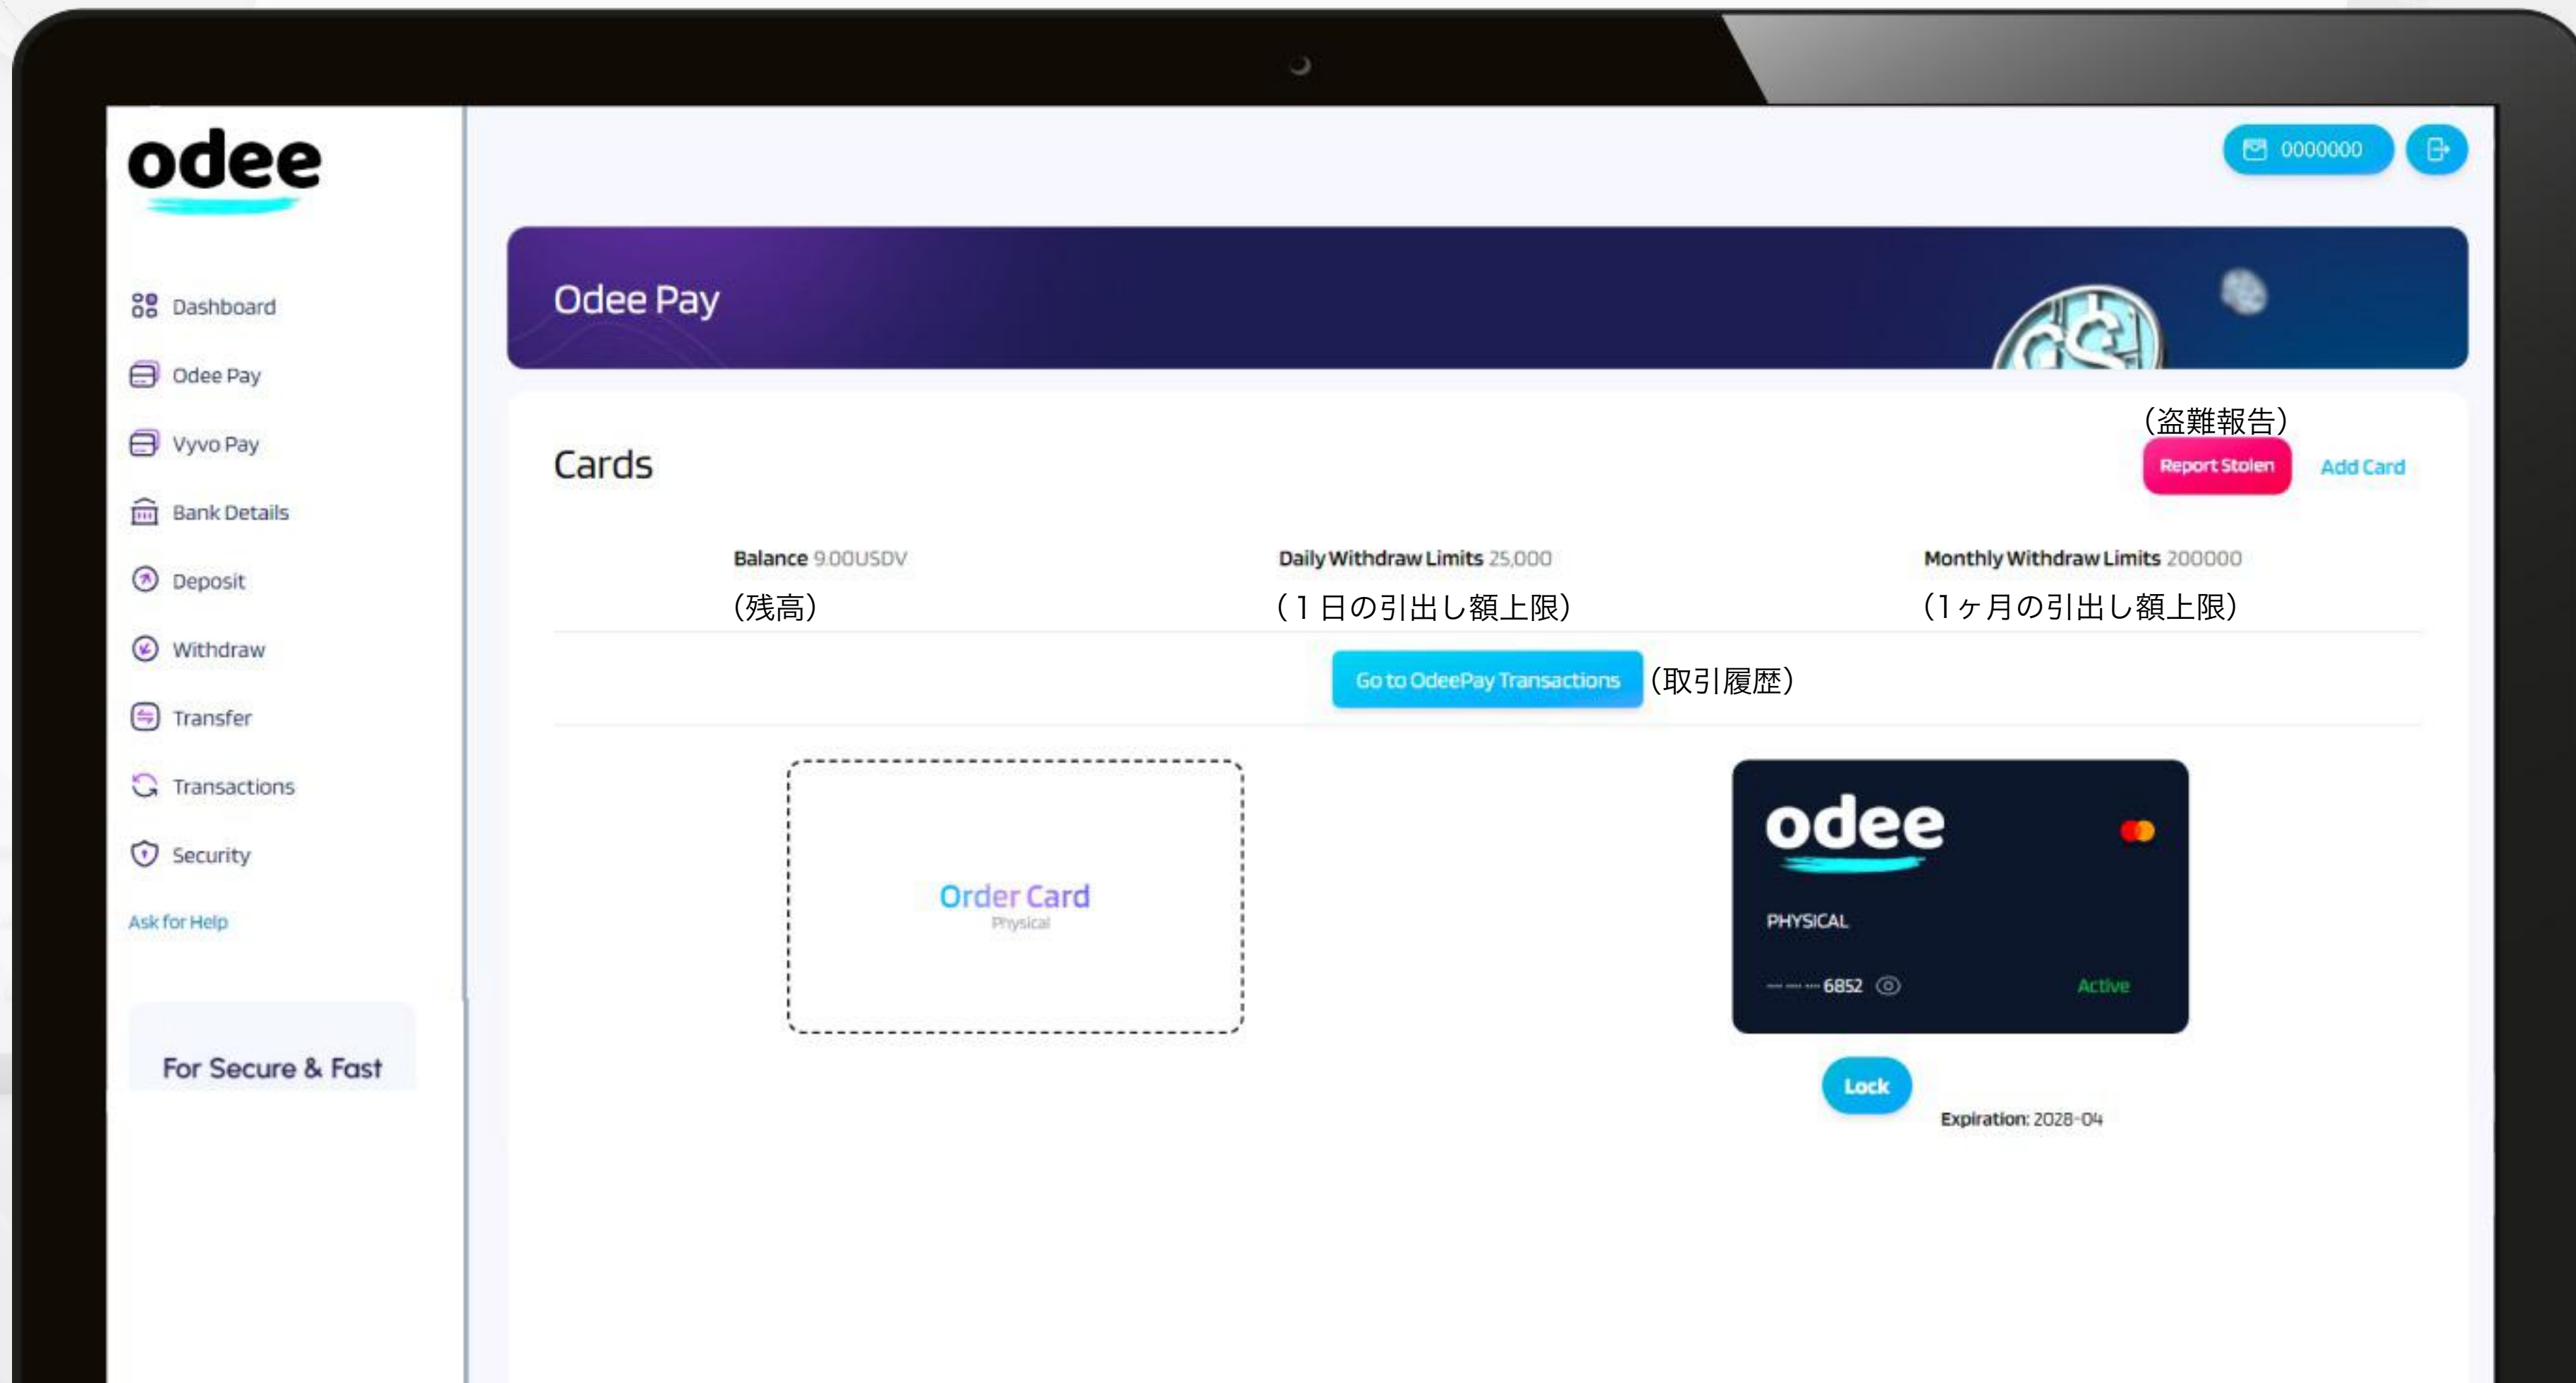 odee
0000000
Dashboard
Odee Pay
Vyvo Pay
Bank Details
Deposit
Withdraw
Transfer
Transactions
Security
Ask for Help
For Secure & Fast
Odee Pay
（盗難報告）
Cards
Report Stolen
Add Card
Balance 9.00USDV
（残高）
Daily Withdraw Limits 25,000
（１日の引出し額上限）
Monthly Withdraw Limits 200000
（1ヶ月の引出し額上限）
Go to OdeePay Transactions （取引履歴）
Order Card
Physical
odee
PHYSICAL
6852
Active
Lock
Expiration: 2028-04